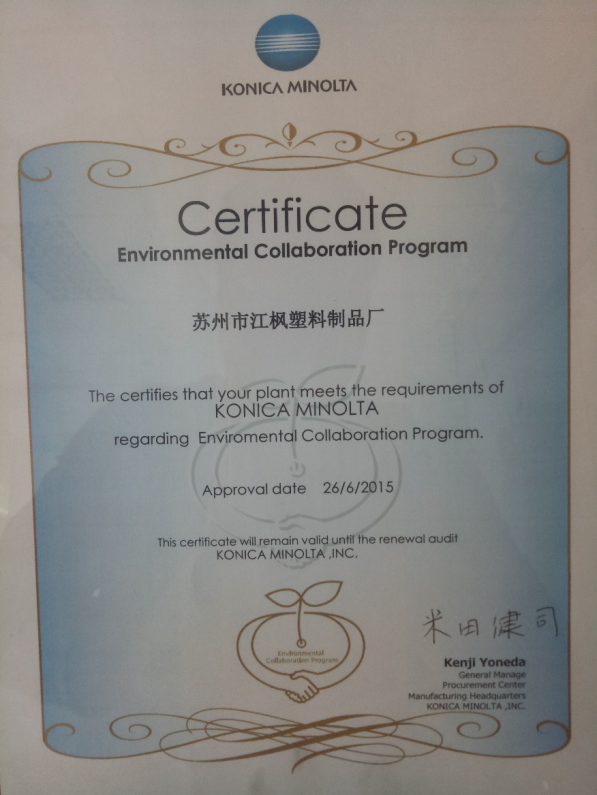 KONICA MINOLTA
Certificate
Environmental Collaboration Program
苏州市江枫塑料制品厂
The certifies that your plant meets the requirements of
KONICA MINOLTA
regarding Enviromental Collaboration Program.
Approval date 26/6/2015
This certificate will remain valid until the renewal audit
KONICA MINOLTA ,INC.
Environmental
Collaboration Program
米田健司
Kenji Yoneda
General Manage
Procurement Center
Manufacturing Headquarters
KONICA MINOLTA ,INC.